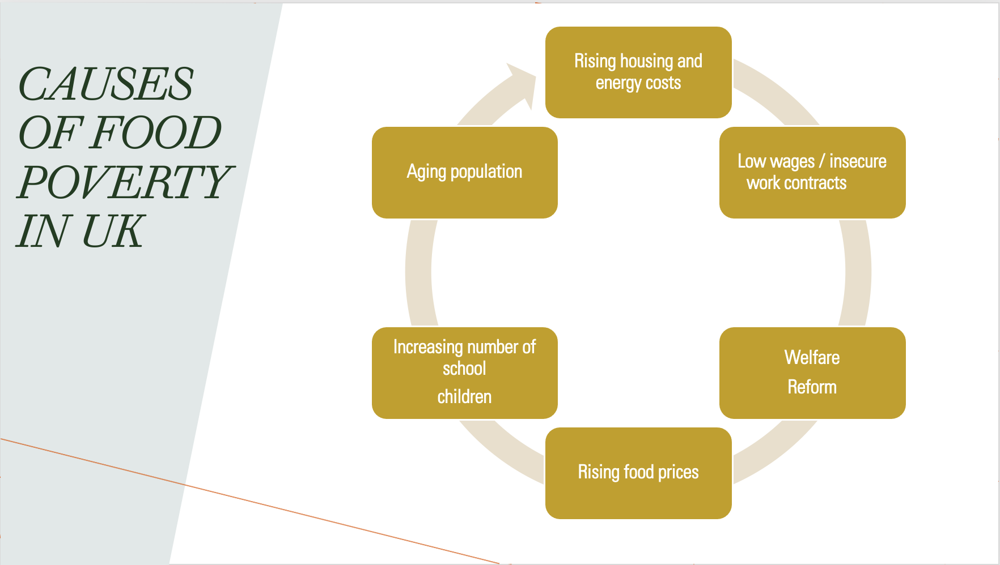 CAUSES
OF FOOD
POVERTY
IN UK
Rising housing and
energy costs
Low wages / insecure
work contracts
Welfare
Reform
Rising food prices
Increasing number of
school
children
Aging population